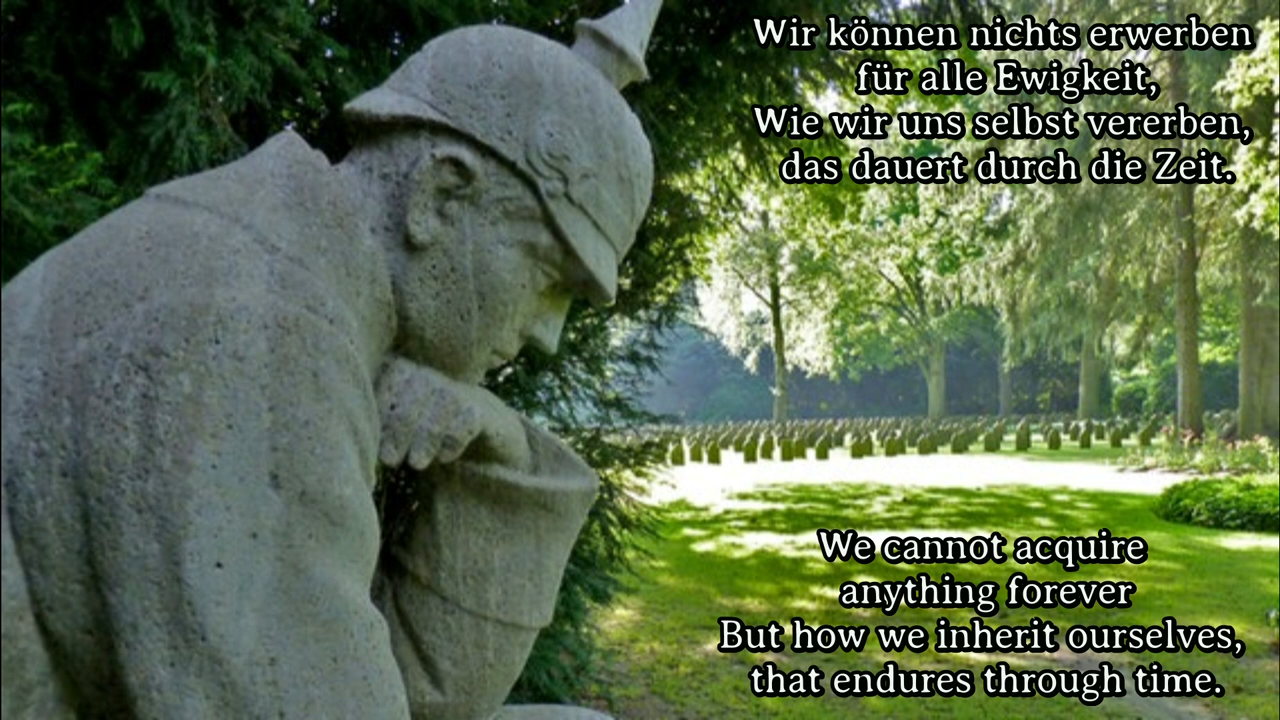 Wir können nichts erwerben
für alle Ewigkeit,
Wie wir uns selbst vererben,
das dauert durch die Zeit.
We cannot acquire
anything forever
But how we inherit ourselves,
that endures through time.